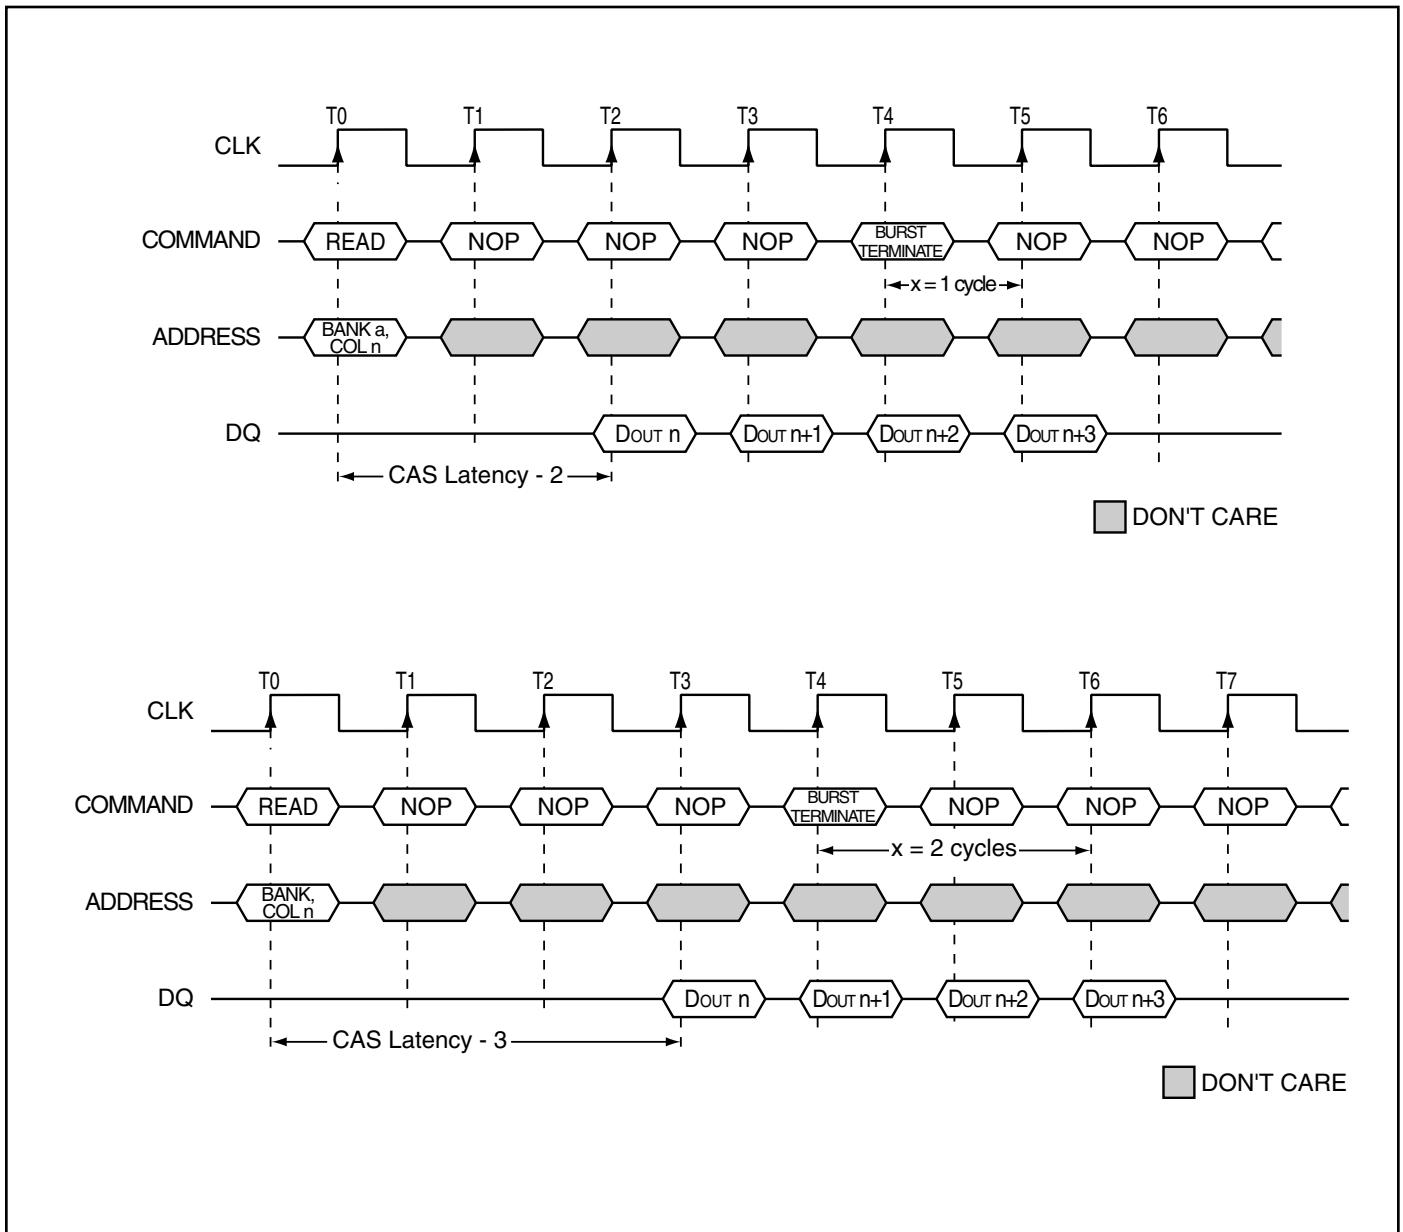 T0 T1 T2 T3 T4 T5 T6
CLK
COMMAND READ NOP NOP NOP BURST TERMINATE NOP NOP
x = 1 cycle
ADDRESS BANK a, COL n
DQ DOUT n DOUT n+1 DOUT n+2 DOUT n+3
CAS Latency - 2
DON'T CARE
T0 T1 T2 T3 T4 T5 T6 T7
CLK
COMMAND READ NOP NOP NOP BURST TERMINATE NOP NOP NOP
x = 2 cycles
ADDRESS BANK, COL n
DQ DOUT n DOUT n+1 DOUT n+2 DOUT n+3
CAS Latency - 3
DON'T CARE